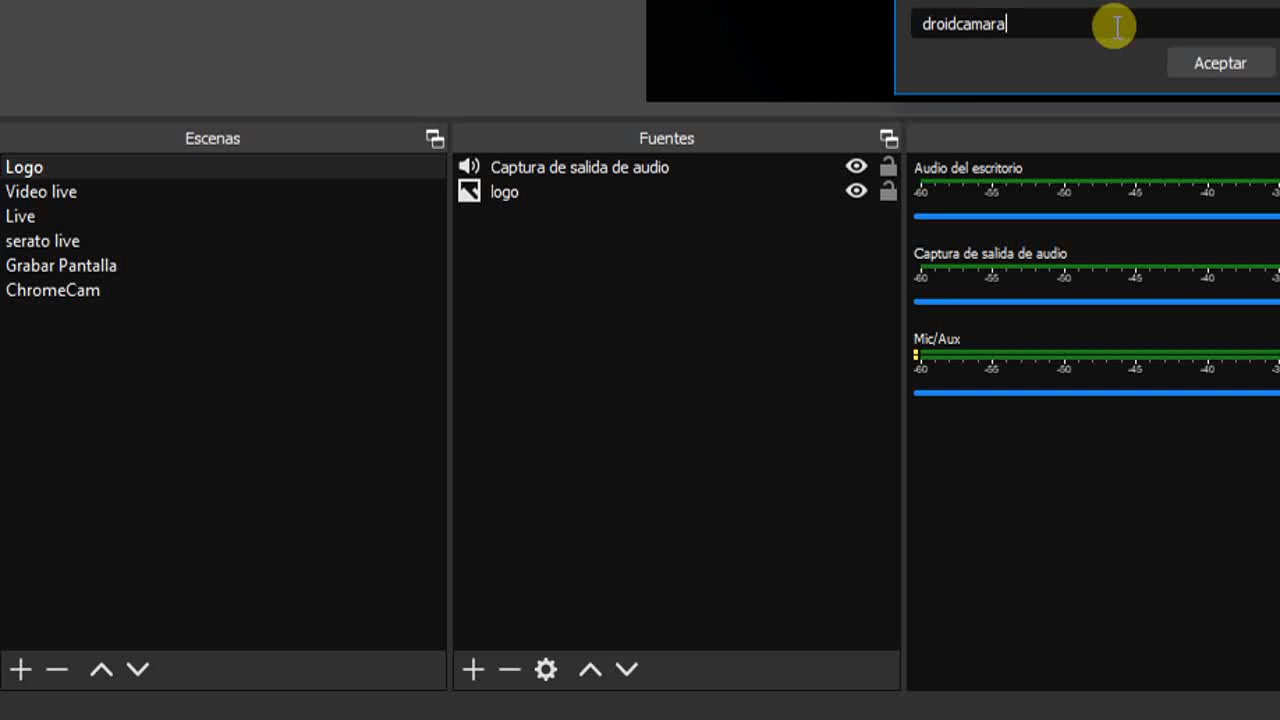 droidcamara
Aceptar
Escenas
Fuentes
Logo
Video live
Live
serato live
Grabar Pantalla
ChromeCam
Captura de salida de audio
logo
Audio del escritorio
-60 -55 -50 -45 -40
Captura de salida de audio
-60 -55 -50 -45 -40
Mic/Aux
-60 -55 -50 -45 -40